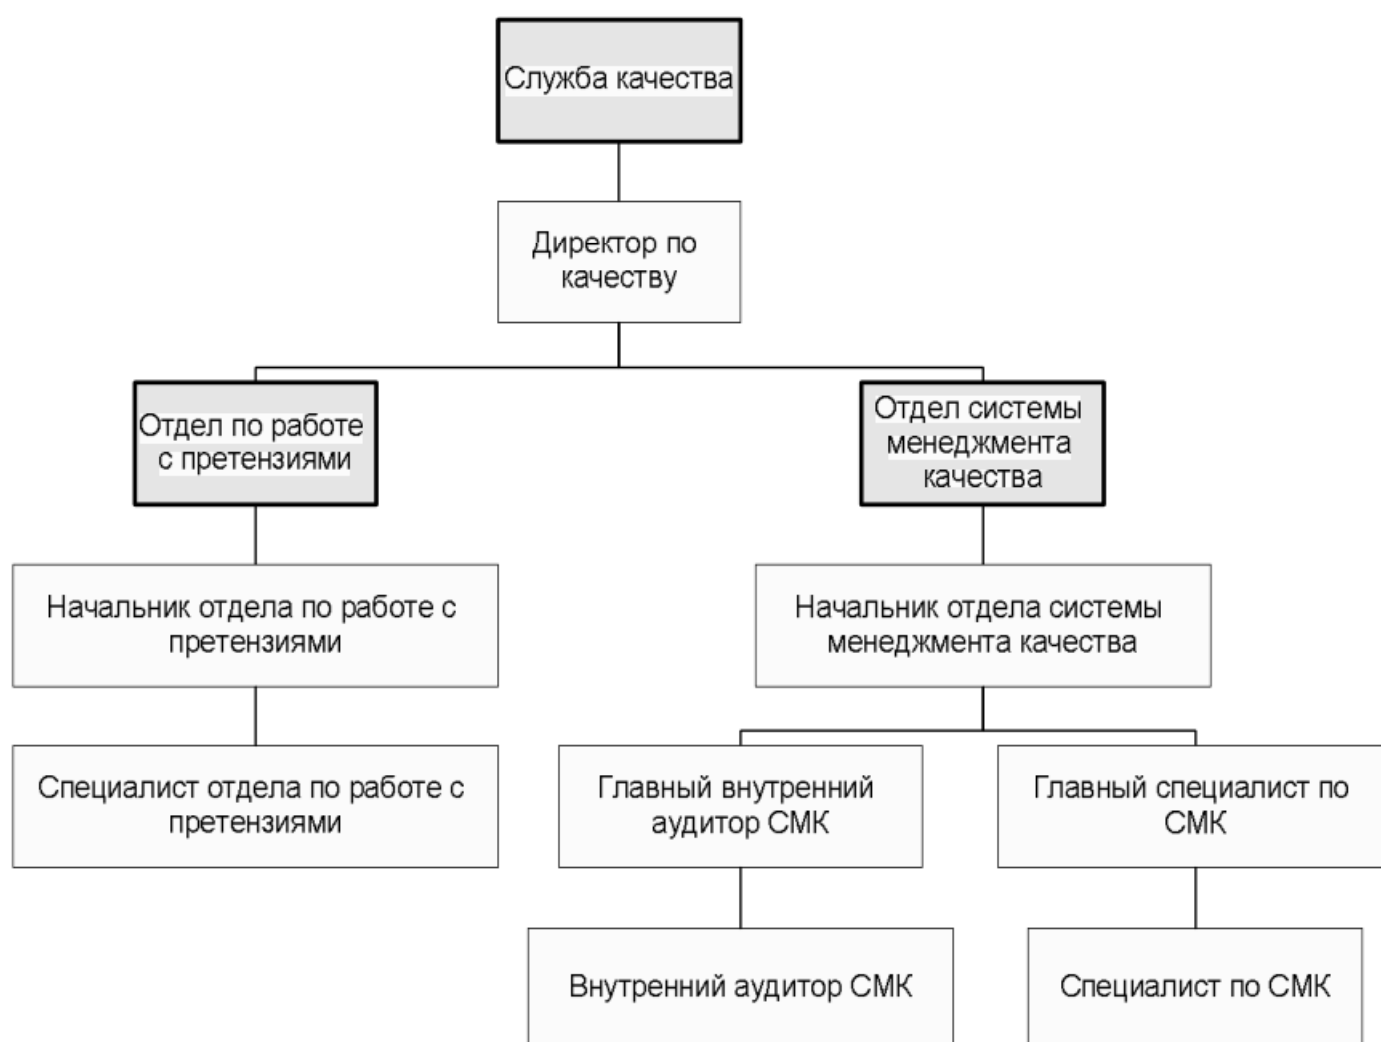 Служба качества
Директор по
качеству
Отдел по работе
с претензиями
Отдел системы
менеджмента
качества
Начальник отдела по работе с
претензиями
Начальник отдела системы
менеджмента качества
Специалист отдела по работе с
претензиями
Главный внутренний
аудитор СМК
Главный специалист по
СМК
Внутренний аудитор СМК
Специалист по СМК